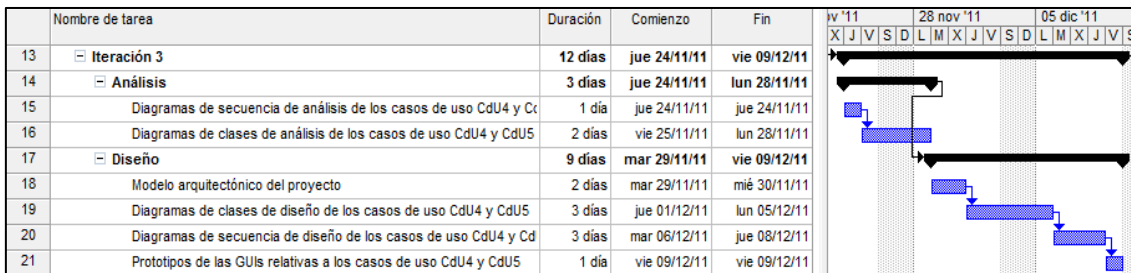 Nombre de tarea Duración Comienzo Fin ov '11 28 nov '11 05 dic '11
X J V S D L M X J V S D L M X J V S
13 Iteración 3 12 días jue 24/11/11 vie 09/12/11
14 Análisis 3 días jue 24/11/11 lun 28/11/11
15 Diagramas de secuencia de análisis de los casos de uso CdU4 y Cd 1 día jue 24/11/11 jue 24/11/11
16 Diagramas de clases de análisis de los casos de uso CdU4 y CdU5 2 días vie 25/11/11 lun 28/11/11
17 Diseño 9 días mar 29/11/11 vie 09/12/11
18 Modelo arquitectónico del proyecto 2 días mar 29/11/11 mié 30/11/11
19 Diagramas de clases de diseño de los casos de uso CdU4 y CdU5 3 días jue 01/12/11 lun 05/12/11
20 Diagramas de secuencia de diseño de los casos de uso CdU4 y Cd 3 días mar 06/12/11 jue 08/12/11
21 Prototipos de las GUIs relativas a los casos de uso CdU4 y CdU5 1 día vie 09/12/11 vie 09/12/11